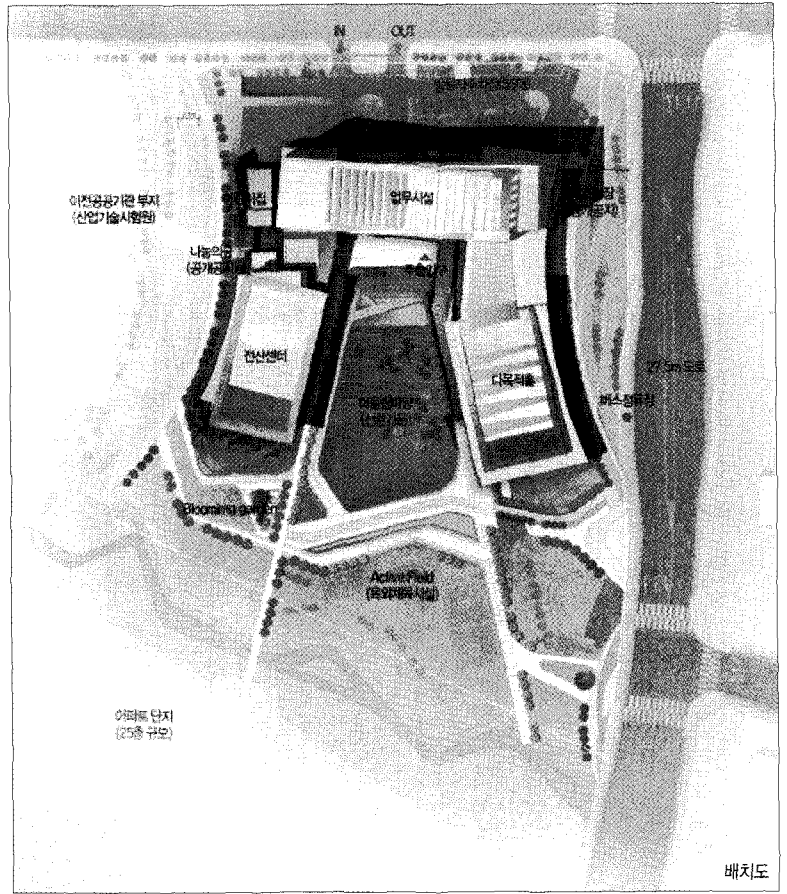 IN
OUT
이전공공기관 부지
(산업기술시험원)
업무시설
나눔의
전산센터
다목적홀
27.5m 도로
버스정류장
Blooming garden
Active Field
(옥외체육시설)
아파트 단지
(25층 규모)
배치도